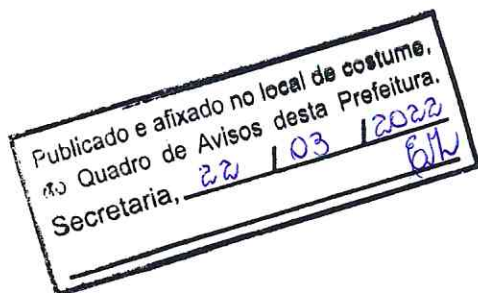 Publicado e afixado no local de costume,
no Quadro de Avisos desta Prefeitura.
Secretaria, 22 / 03 / 2022